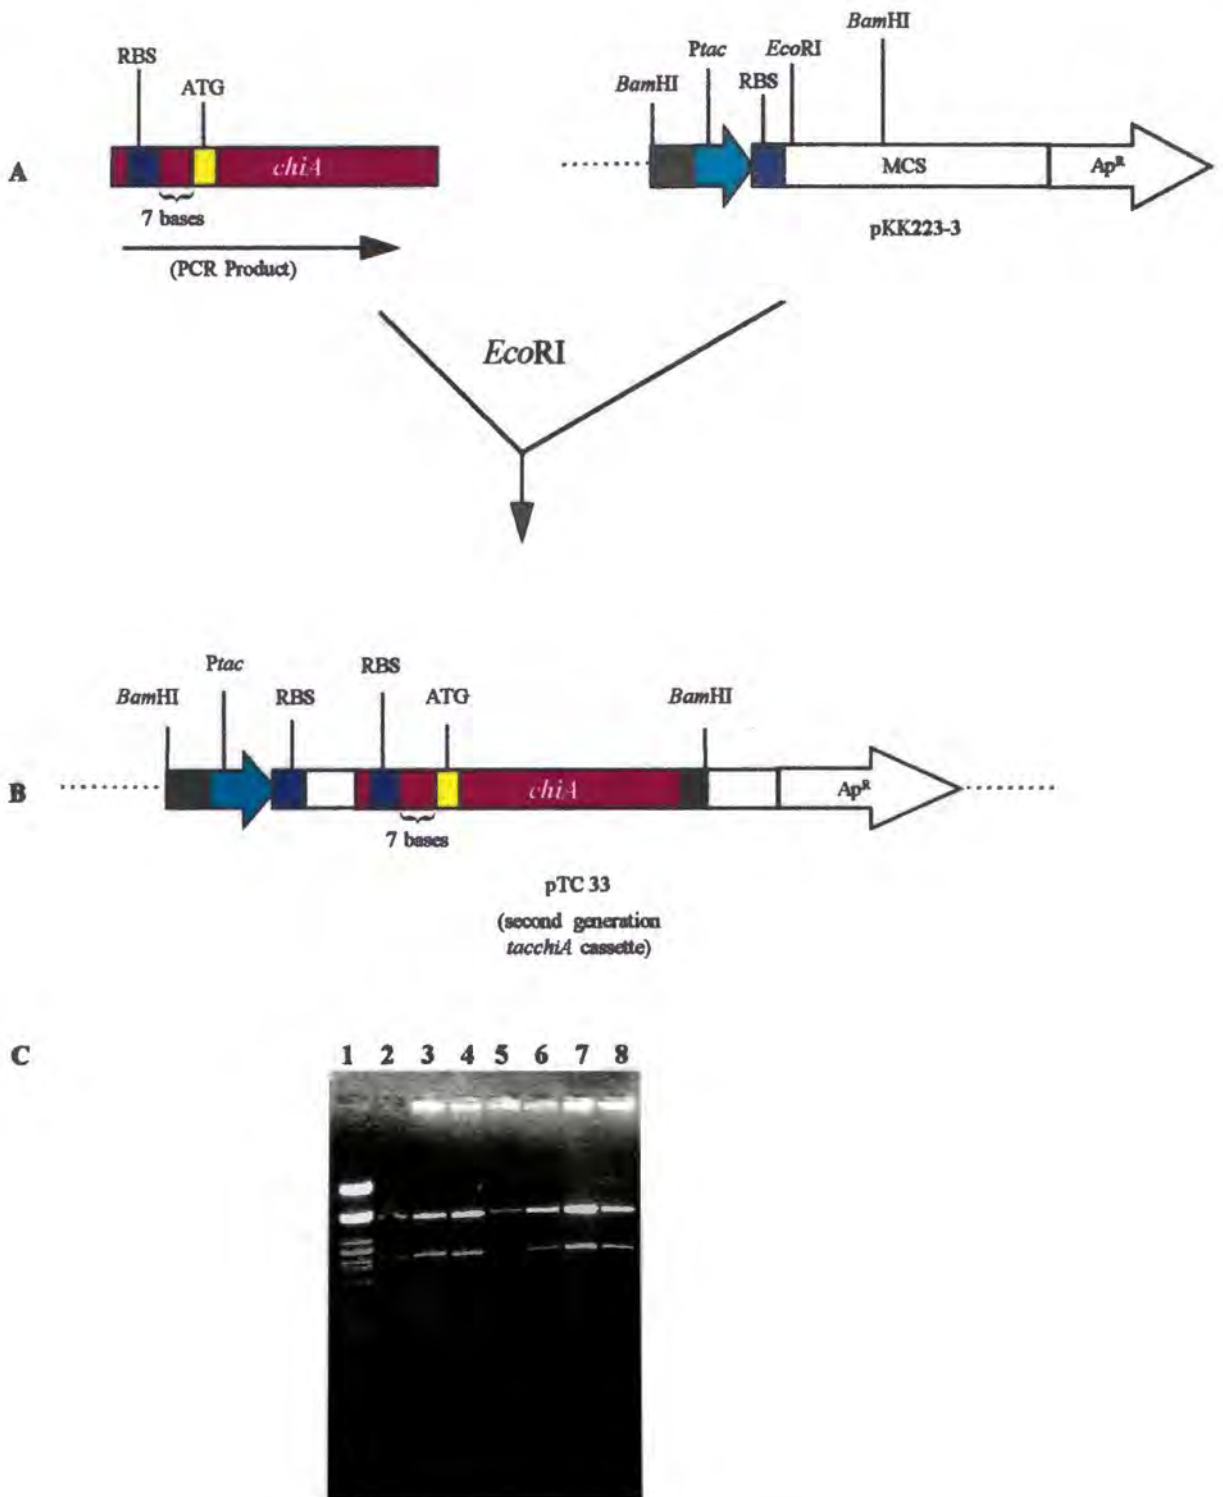 A
RBS
ATG
chiA
7 bases
(PCR Product)
BamHI
Ptac
RBS
EcoRI
BamHI
MCS
Ap^R
pKK223-3
EcoRI
B
BamHI
Ptac
RBS
RBS
ATG
BamHI
chiA
Ap^R
7 bases
pTC 33
(second generation
tacchiA cassette)
C
1 2 3 4 5 6 7 8